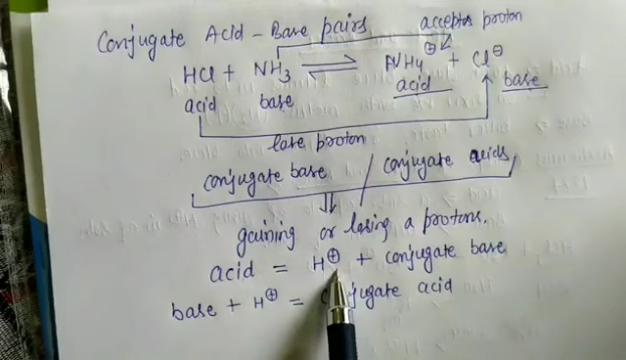 Conjugate Acid - Base pairs
accepts proton
HCl + NH3 ⇌ NH4⊕ + Cl⊖
acid base acid base
lose proton
conjugate base / conjugate acids
gaining or losing a protons.
acid = H⊕ + conjugate base
base + H⊕ = conjugate acid